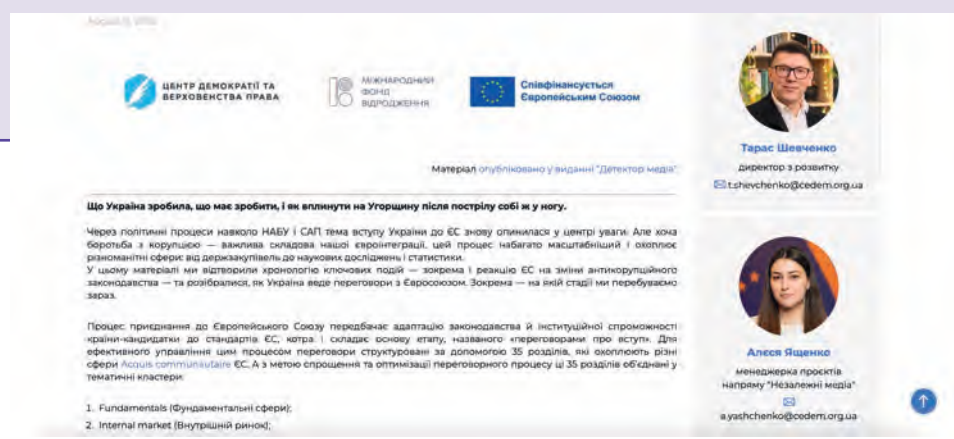 August 11, 2025
ЦЕНТР ДЕМОКРАТІЇ ТА
ВЕРХОВЕНСТВА ПРАВА
МІЖНАРОДНИЙ
ФОНД
ВІДРОДЖЕННЯ
Співфінансується
Європейським Союзом
Матеріал опубліковано у виданні "Детектор медіа"
Що Україна зробила, що має зробити, і як вплинути на Угорщину після пострілу собі ж у ногу.
Через політичні процеси навколо НАБУ і САП тема вступу України до ЄС знову опинилася у центрі уваги. Але хоча
боротьба з корупцією — важлива складова нашої євроінтеграції, цей процес набагато масштабніший і охоплює
різноманітні сфери: від держзакупівель до наукових досліджень і статистики.
У цьому матеріалі ми відтворили хронологію ключових подій — зокрема і реакцію ЄС на зміни антикорупційного
законодавства — та розібралися, як Україна веде переговори з Євросоюзом. Зокрема — на якій стадії ми перебуваємо
зараз.
Процес приєднання до Європейського Союзу передбачає адаптацію законодавства й інституційної спроможності
країни-кандидатки до стандартів ЄС, котра і складає основу етапу, названого «переговорами про вступ». Для
ефективного управління цим процесом переговори структуровані за допомогою 35 розділів, які охоплюють різні
сфери Acquis communautaire ЄС. А з метою спрощення та оптимізації переговорного процесу ці 35 розділів об'єднані у
тематичні кластери:
1. Fundamentals (Фундаментальні сфери);
2. Internal market (Внутрішній ринок);
Тарас Шевченко
директор з розвитку
t.shevchenko@cedem.org.ua
Алєся Ященко
менеджерка проєктів
напряму "Незалежні медіа"
a.yashchenko@cedem.org.ua